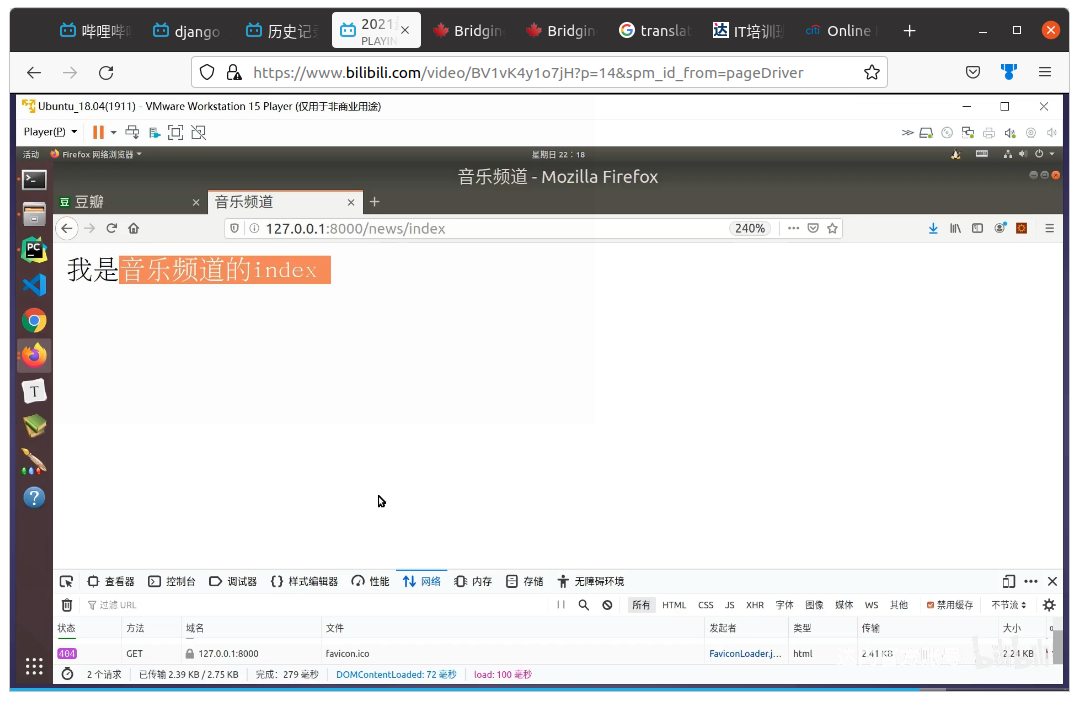 哔哩哔哩 django 历史记录 2021 Bridging Bridging translat IT培训班 Online
PLAYIN
https://www.bilibili.com/video/BV1vK4y1o7jH?p=14&spm_id_from=pageDriver
Ubuntu_18.04(1911) - VMware Workstation 15 Player (仅用于非商业用途)
Player(P)
活动 Firefox 网络浏览器 星期日 22:18
音乐频道 - Mozilla Firefox
豆 豆瓣 音乐频道
127.0.0.1:8000/news/index 240%
PC
我是音乐频道的index
T
查看器 控制台 调试器 样式编辑器 性能 网络 内存 存储 无障碍环境
过滤 URL 所有 HTML CSS JS XHR 字体 图像 媒体 WS 其他 禁用缓存 不节流
状态 方法 域名 文件 发起者 类型 传输 大小
404 GET 127.0.0.1:8000 favicon.ico FaviconLoader.j... html 2.41 KB 2.24 KB
2 个请求 已传输 2.39 KB / 2.75 KB 完成：279 毫秒 DOMContentLoaded: 72 毫秒 load: 100 毫秒
bilibili